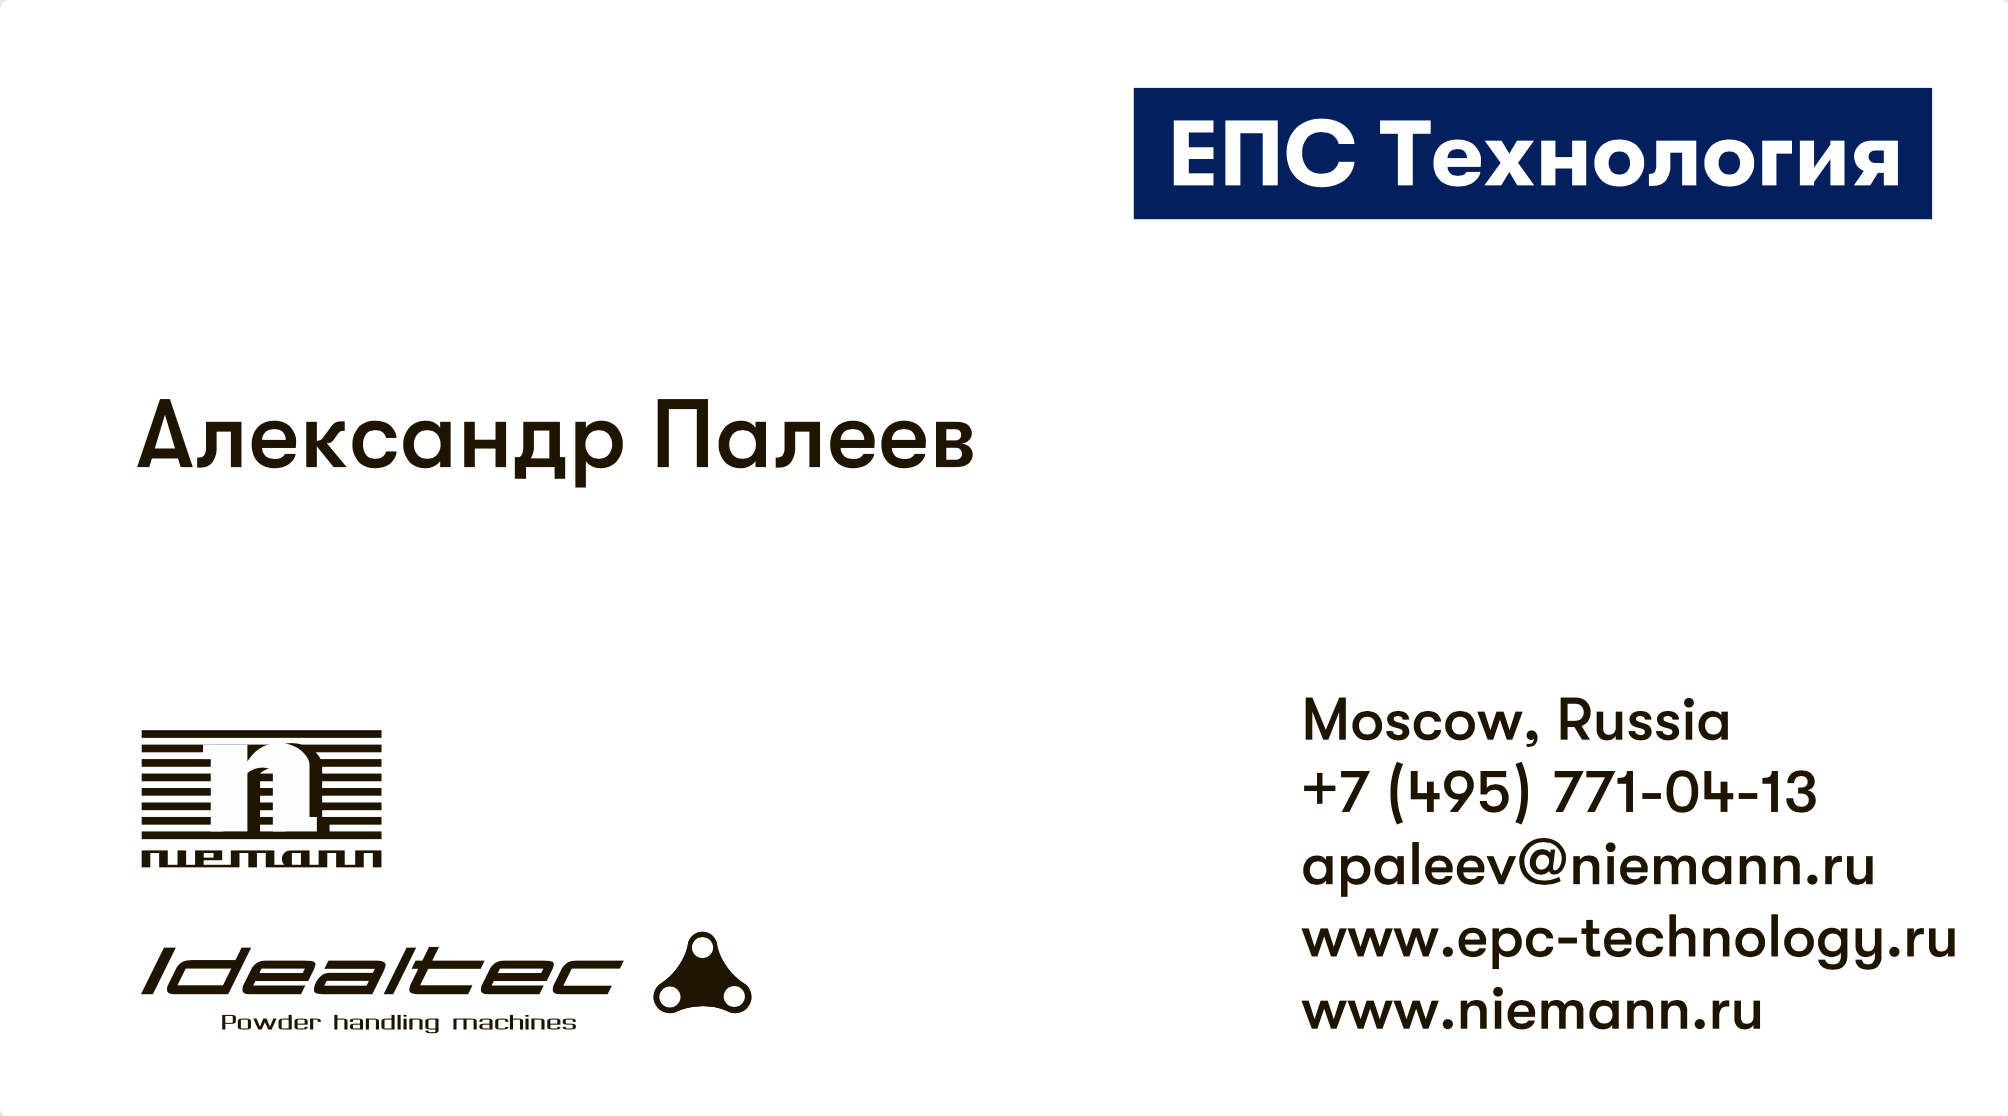 ЕПС Технология
Александр Палеев
niemann
Idealtec
Powder handling machines
Moscow, Russia
+7 (495) 771-04-13
apaleev@niemann.ru
www.epc-technology.ru
www.niemann.ru